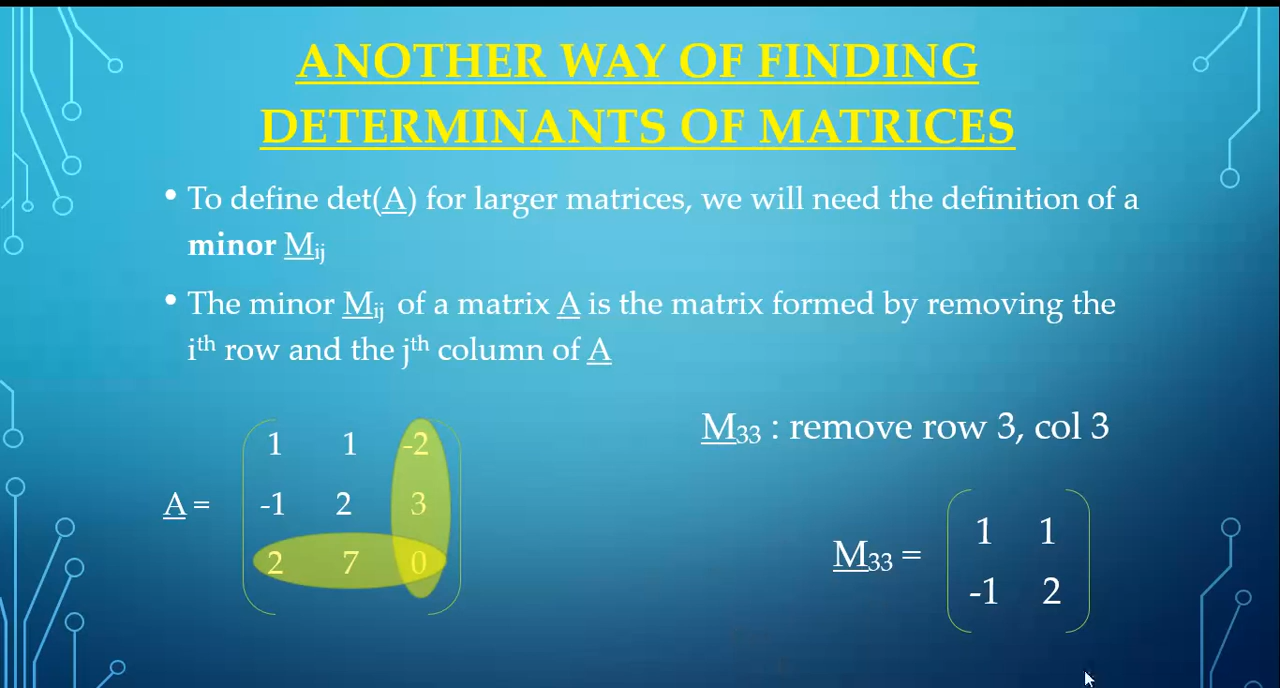 ANOTHER WAY OF FINDING
DETERMINANTS OF MATRICES
• To define det(A) for larger matrices, we will need the definition of a
minor Mij
• The minor Mij of a matrix A is the matrix formed by removing the
ith row and the jth column of A
M33 : remove row 3, col 3
A =
1 1 -2
-1 2 3
2 7 0
M33 =
1 1
-1 2